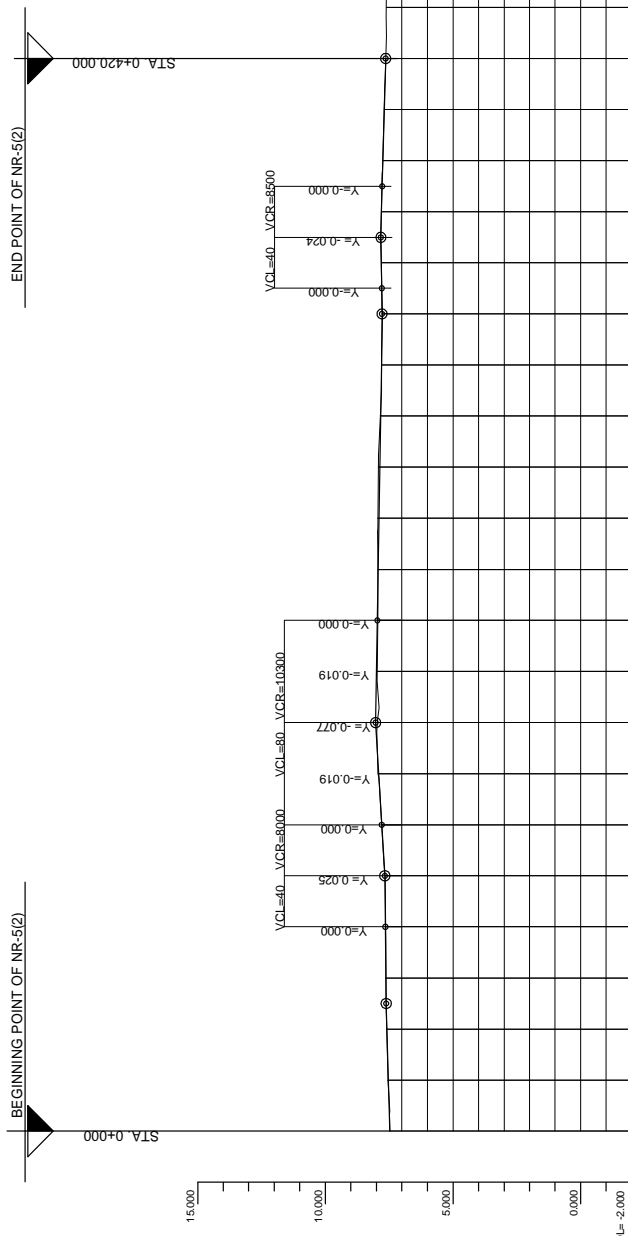 BEGINNING POINT OF NR-5(2)
END POINT OF NR-5(2)
STA. 0+000
STA. 0+420.000
VCL=40 VCR=8000
VCL=80 VCR=10300
VCL=40 VCR=8500
Y=0.000
Y= 0.025
Y=0.000
Y=-0.019
Y= -0.077
Y=-0.019
Y=-0.000
Y=-0.000
Y= -0.024
Y=-0.000
15.000
10.000
5.000
0.000
-2.000